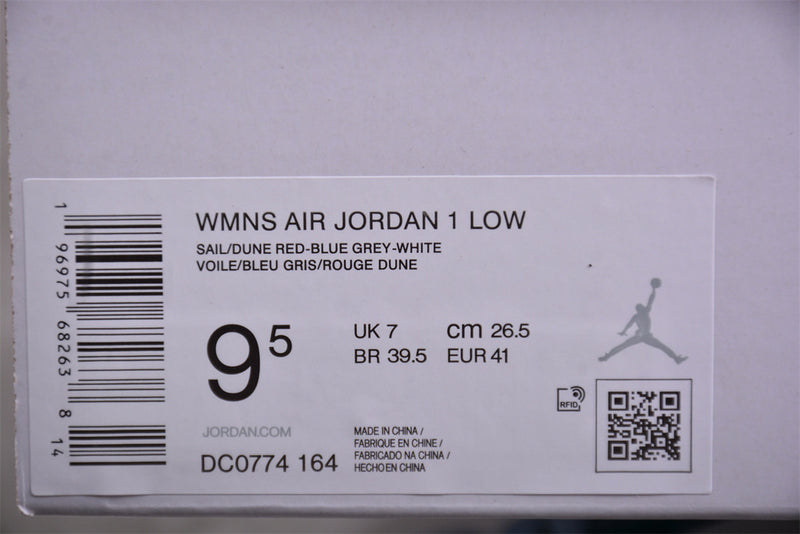 WMNS AIR JORDAN 1 LOW
SAIL/DUNE RED-BLUE GREY-WHITE
VOILE/BLEU GRIS/ROUGE DUNE
9 5
UK 7 cm 26.5
BR 39.5 EUR 41
RFID
JORDAN.COM
DC0774 164
MADE IN CHINA /
FABRIQUE EN CHINE /
FABRICADO NA CHINA /
HECHO EN CHINA
1 96975 68263 8 14